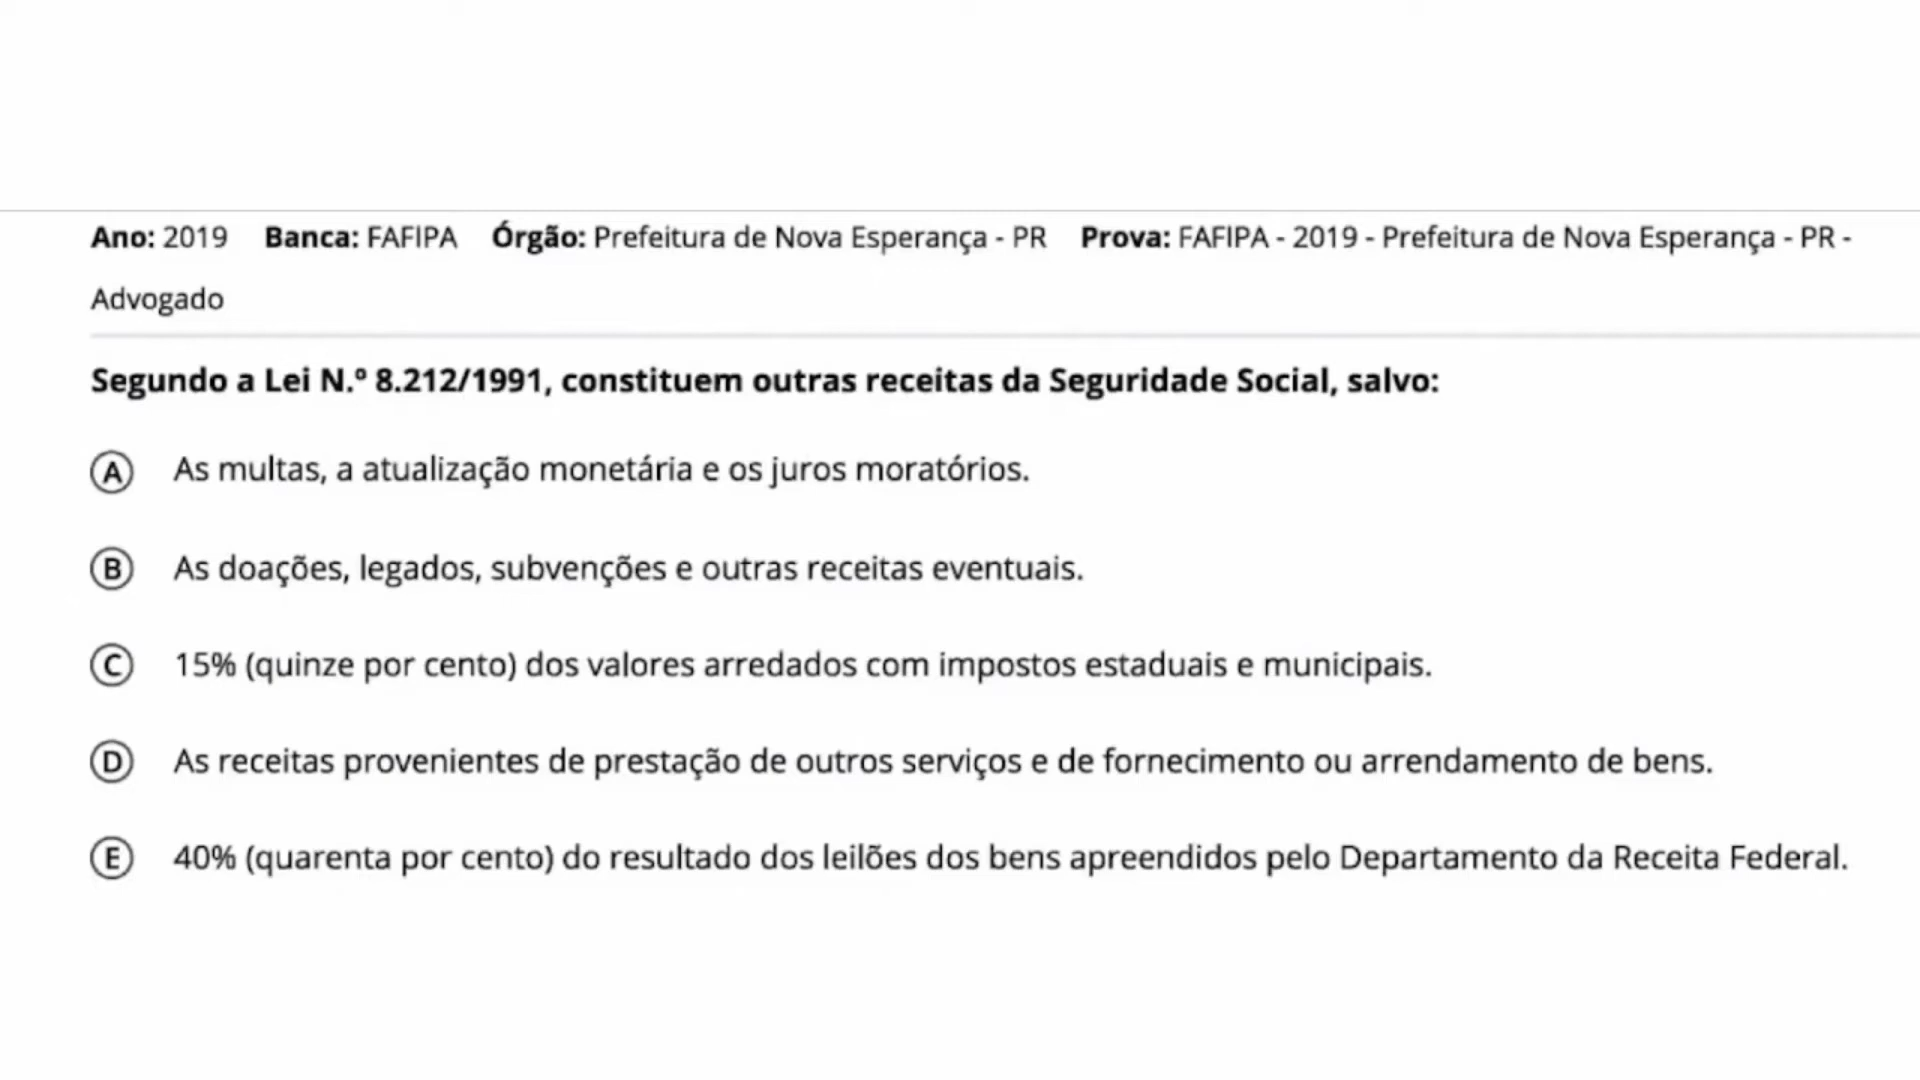 Ano: 2019 Banca: FAFIPA Órgão: Prefeitura de Nova Esperança - PR Prova: FAFIPA - 2019 - Prefeitura de Nova Esperança - PR -
Advogado
Segundo a Lei N.º 8.212/1991, constituem outras receitas da Seguridade Social, salvo:
A As multas, a atualização monetária e os juros moratórios.
B As doações, legados, subvenções e outras receitas eventuais.
C 15% (quinze por cento) dos valores arredados com impostos estaduais e municipais.
D As receitas provenientes de prestação de outros serviços e de fornecimento ou arrendamento de bens.
E 40% (quarenta por cento) do resultado dos leilões dos bens apreendidos pelo Departamento da Receita Federal.